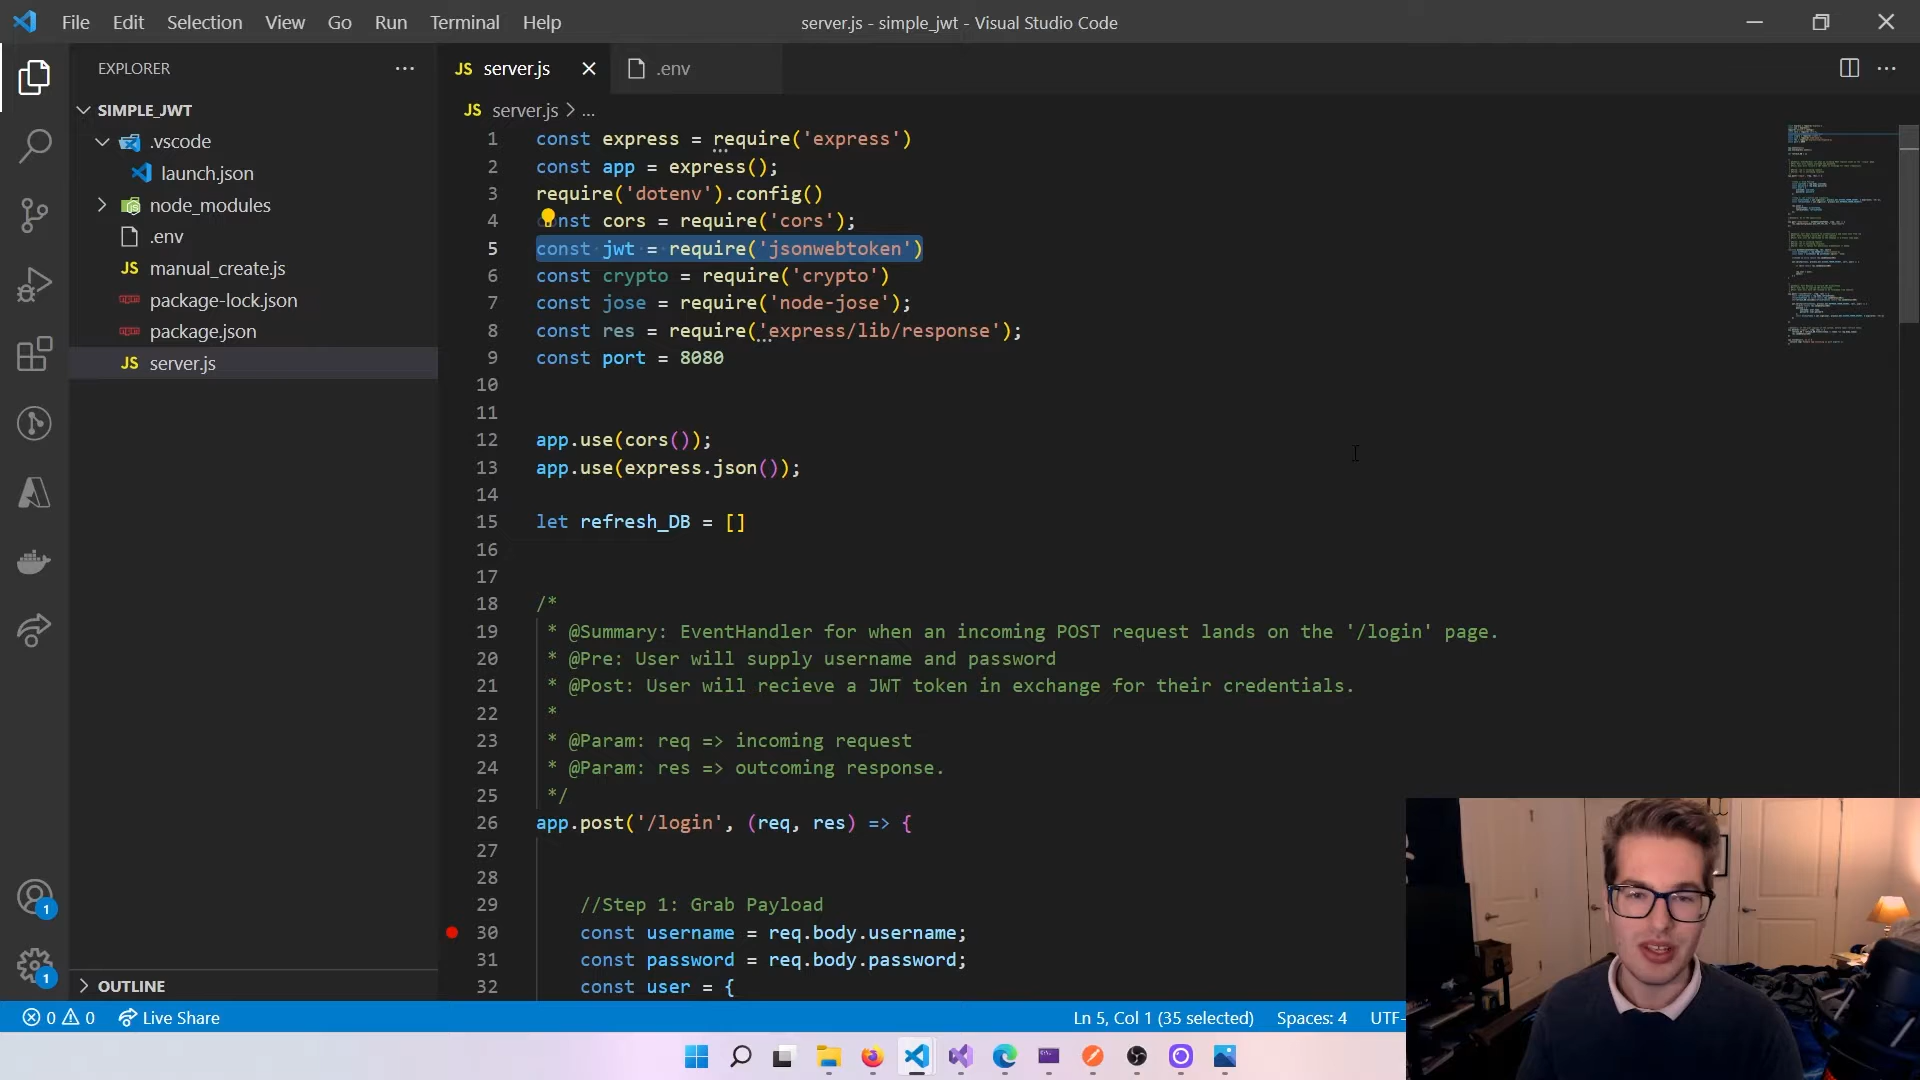 File Edit Selection View Go Run Terminal Help
server.js - simple_jwt - Visual Studio Code
EXPLORER
SIMPLE_JWT
.vscode
launch.json
node_modules
.env
JS manual_create.js
package-lock.json
package.json
JS server.js
OUTLINE
JS server.js
.env
JS server.js > ...
1 const express = require('express')
2 const app = express();
3 require('dotenv').config()
4 const cors = require('cors');
5 const jwt = require('jsonwebtoken')
6 const crypto = require('crypto')
7 const jose = require('node-jose');
8 const res = require('express/lib/response');
9 const port = 8080
10
11
12 app.use(cors());
13 app.use(express.json());
14
15 let refresh_DB = []
16
17
18 /*
19 * @Summary: EventHandler for when an incoming POST request lands on the '/login' page.
20 * @Pre: User will supply username and password
21 * @Post: User will recieve a JWT token in exchange for their credentials.
22 *
23 * @Param: req => incoming request
24 * @Param: res => outcoming response.
25 */
26 app.post('/login', (req, res) => {
27
28
29 //Step 1: Grab Payload
30 const username = req.body.username;
31 const password = req.body.password;
32 const user = {
1
1
0 0 Live Share
Ln 5, Col 1 (35 selected) Spaces: 4 UTF-